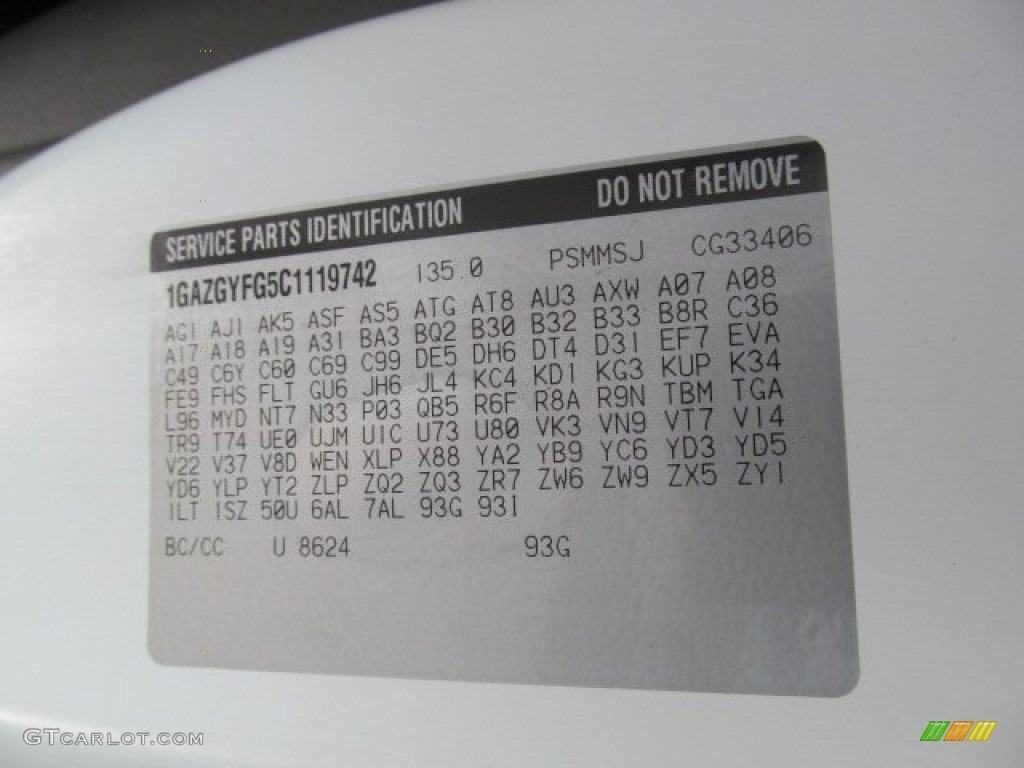 SERVICE PARTS IDENTIFICATION DO NOT REMOVE
1GAZGYFG5C1119742 135.0 PSMMSJ CG33406
AG1 AJ1 AK5 ASF AS5 ATG AT8 AU3 AXW A07 A08
A17 A18 A19 A31 BA3 BQ2 B30 B32 B33 B8R C36
C49 C6Y C60 C69 C99 DE5 DH6 DT4 D31 EF7 EVA
FE9 FHS FLT GU6 JH6 JL4 KC4 KD1 KG3 KUP K34
L96 MYD NT7 N33 P03 QB5 R6F R8A R9N TBM TGA
TR9 T74 UE0 UJM U1C U73 U80 VK3 VN9 VT7 V14
V22 V37 V8D WEN XLP X88 YA2 YB9 YC6 YD3 YD5
YD6 YLP YT2 ZLP ZQ2 ZQ3 ZR7 ZW6 ZW9 ZX5 ZY1
1LT 1SZ 50U 6AL 7AL 93G 931
BC/CC U 8624 93G
GTCarLot.com